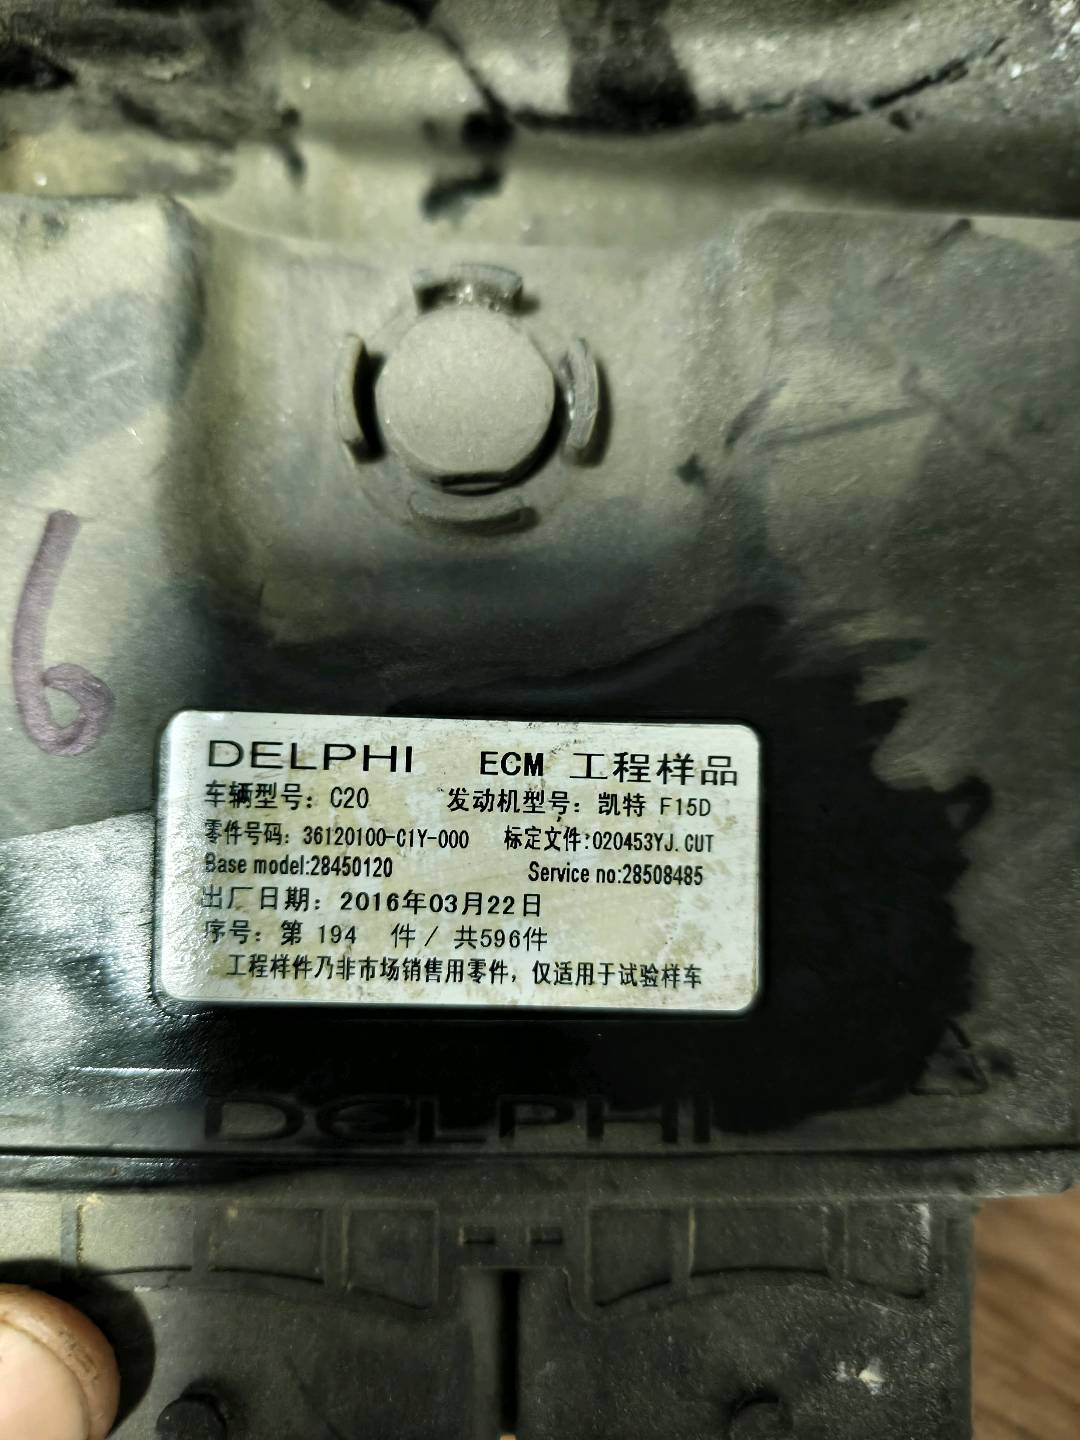 6
DELPHI ECM 工程样品
车辆型号：C20 发动机型号：凯特 F15D
零件号码：36120100-C1Y-000 标定文件:020453YJ.CUT
Base model:28450120 Service no:28508485
出厂日期：2016年03月22日
序号：第 194 件 / 共596件
工程样件乃非市场销售用零件，仅适用于试验样车
DELPHI